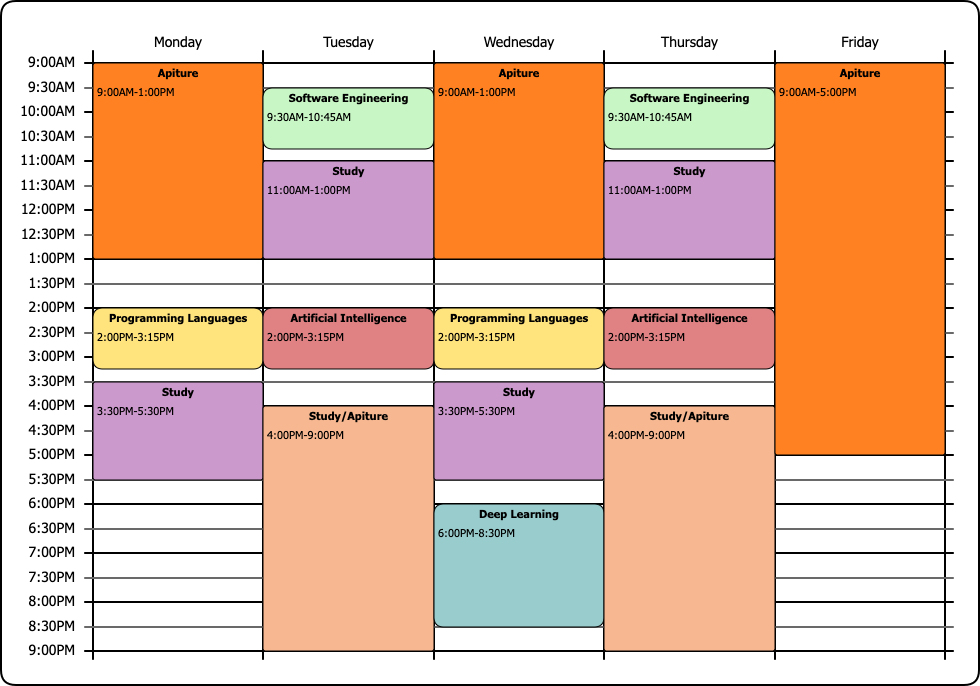 Monday Tuesday Wednesday Thursday Friday
9:00AM
9:30AM
10:00AM
10:30AM
11:00AM
11:30AM
12:00PM
12:30PM
1:00PM
1:30PM
2:00PM
2:30PM
3:00PM
3:30PM
4:00PM
4:30PM
5:00PM
5:30PM
6:00PM
6:30PM
7:00PM
7:30PM
8:00PM
8:30PM
9:00PM
Apiture
9:00AM-1:00PM
Programming Languages
2:00PM-3:15PM
Study
3:30PM-5:30PM
Software Engineering
9:30AM-10:45AM
Study
11:00AM-1:00PM
Artificial Intelligence
2:00PM-3:15PM
Study/Apiture
4:00PM-9:00PM
Apiture
9:00AM-1:00PM
Programming Languages
2:00PM-3:15PM
Study
3:30PM-5:30PM
Deep Learning
6:00PM-8:30PM
Software Engineering
9:30AM-10:45AM
Study
11:00AM-1:00PM
Artificial Intelligence
2:00PM-3:15PM
Study/Apiture
4:00PM-9:00PM
Apiture
9:00AM-5:00PM